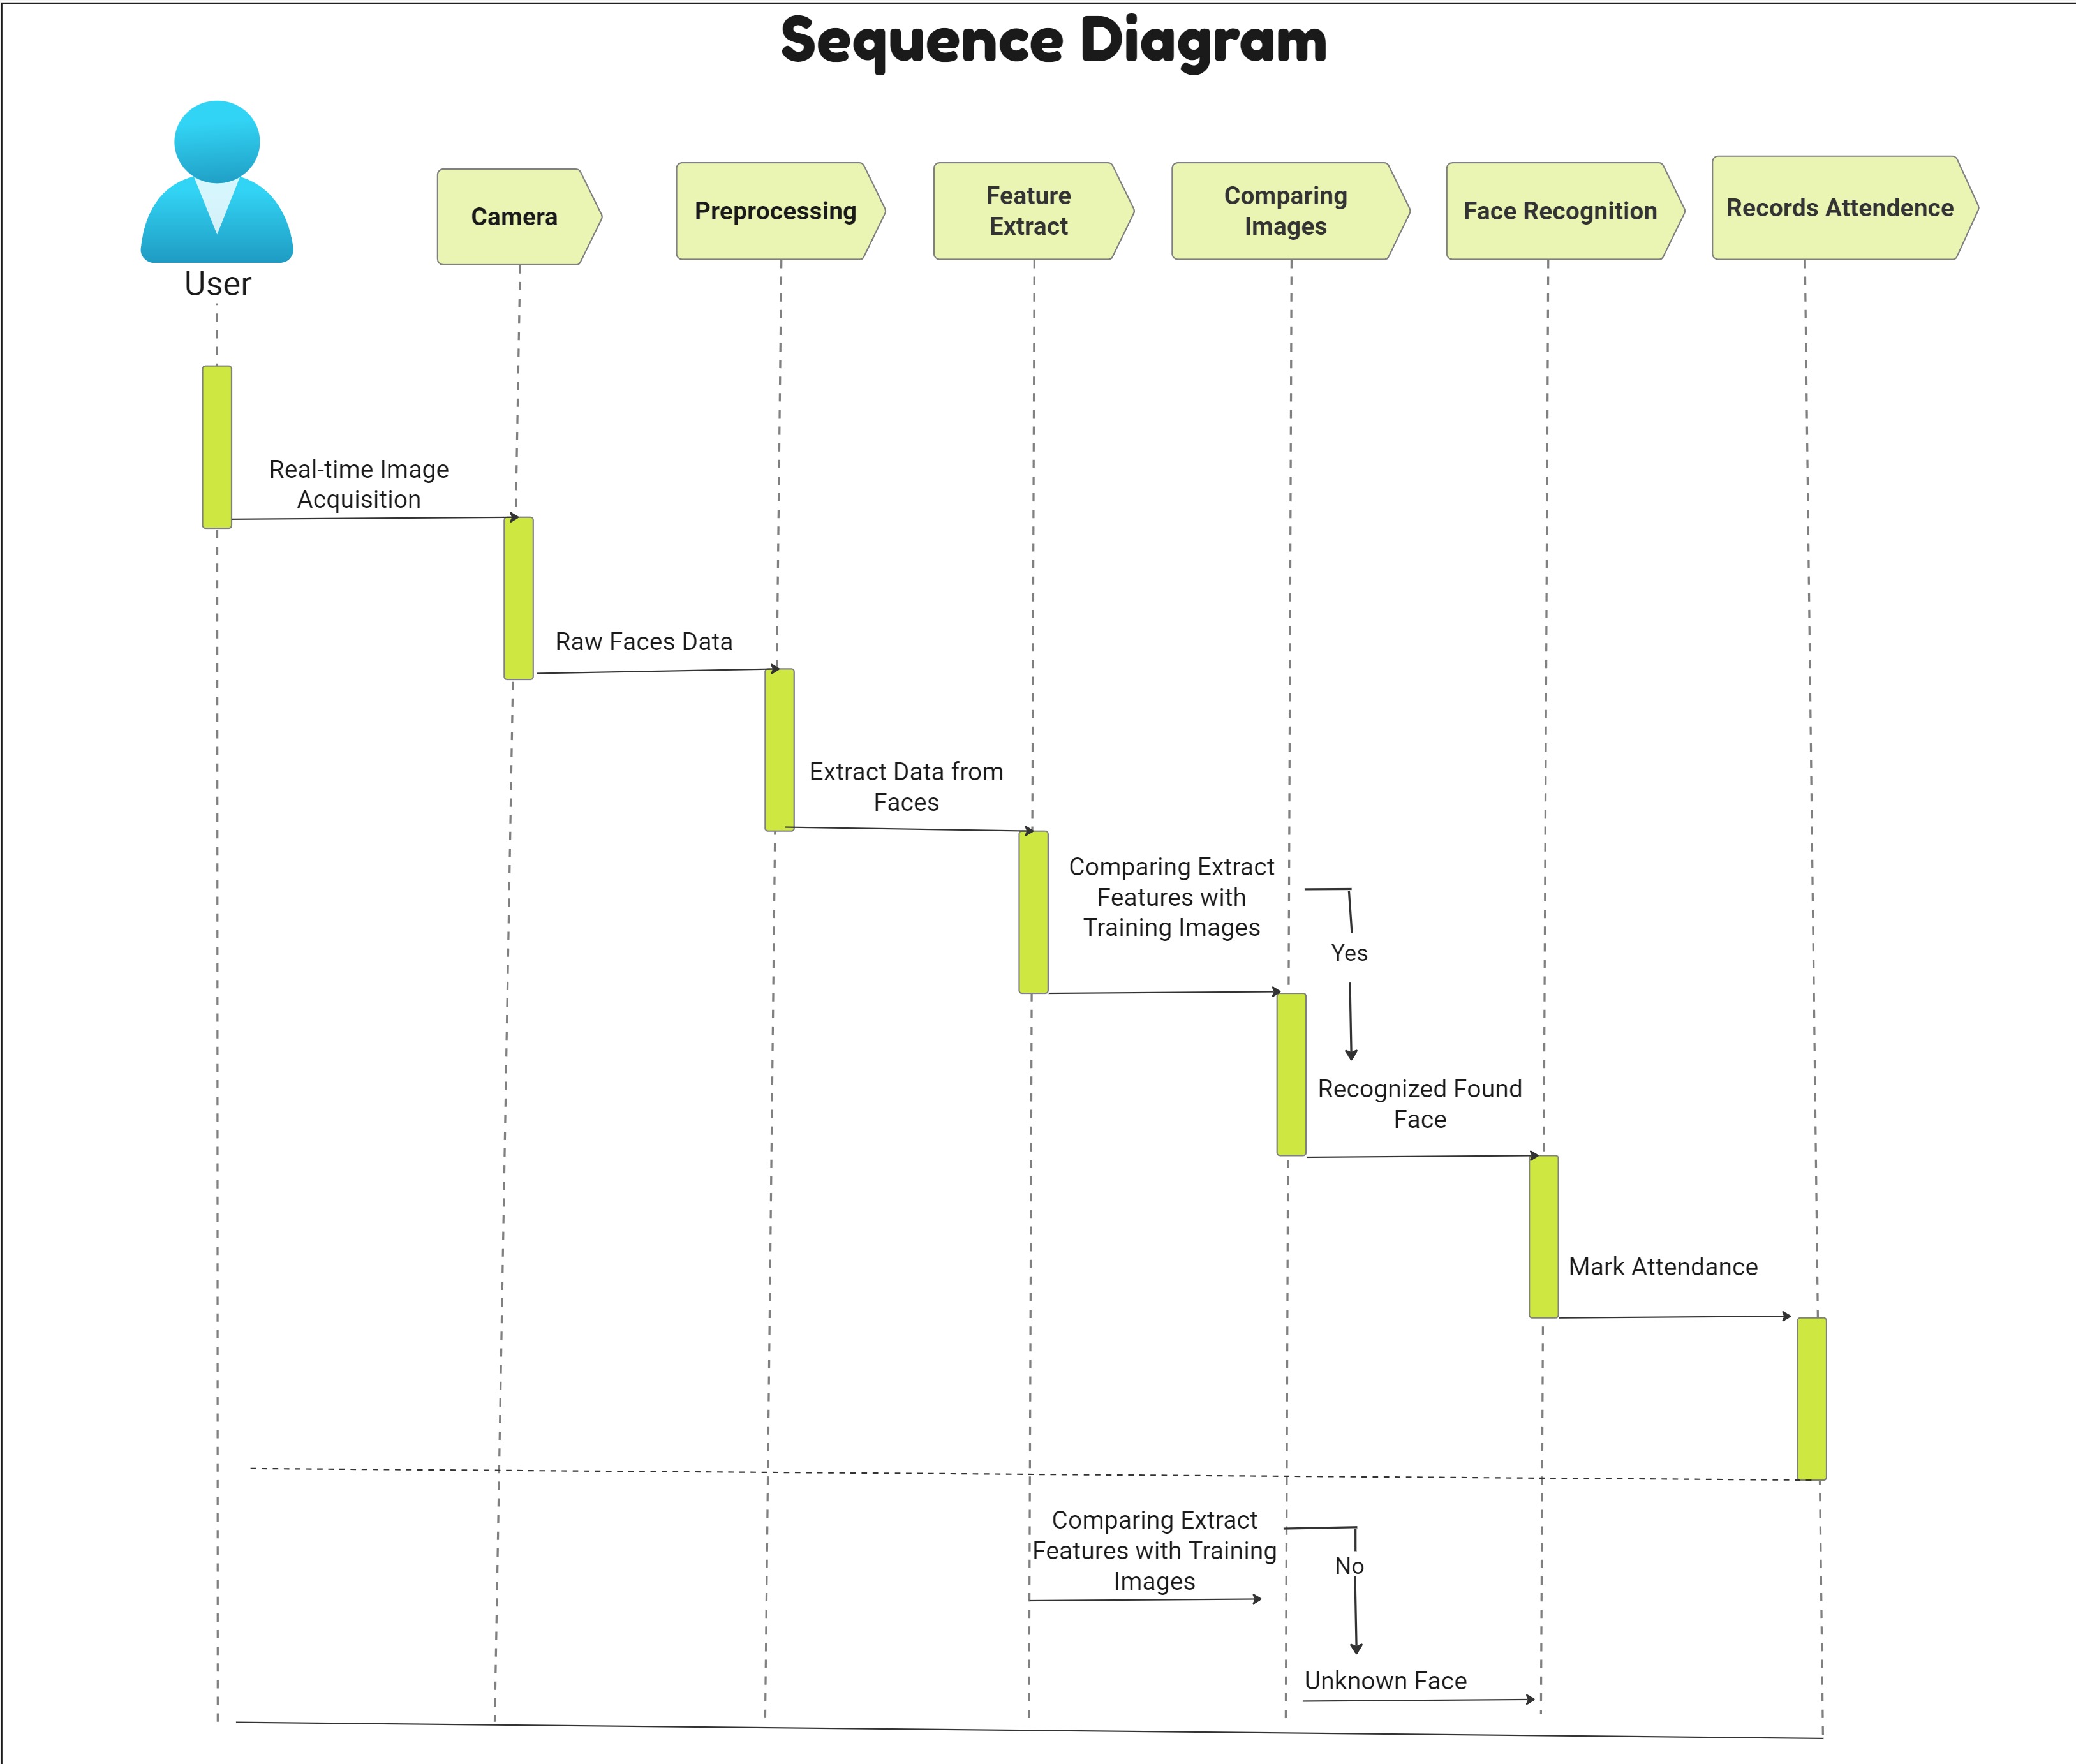 Sequence Diagram
User
Camera
Preprocessing
Feature
Extract
Comparing
Images
Face Recognition
Records Attendence
Real-time Image
Acquisition
Raw Faces Data
Extract Data from
Faces
Comparing Extract
Features with
Training Images
Yes
Recognized Found
Face
Mark Attendance
Comparing Extract
Features with Training
Images
No
Unknown Face